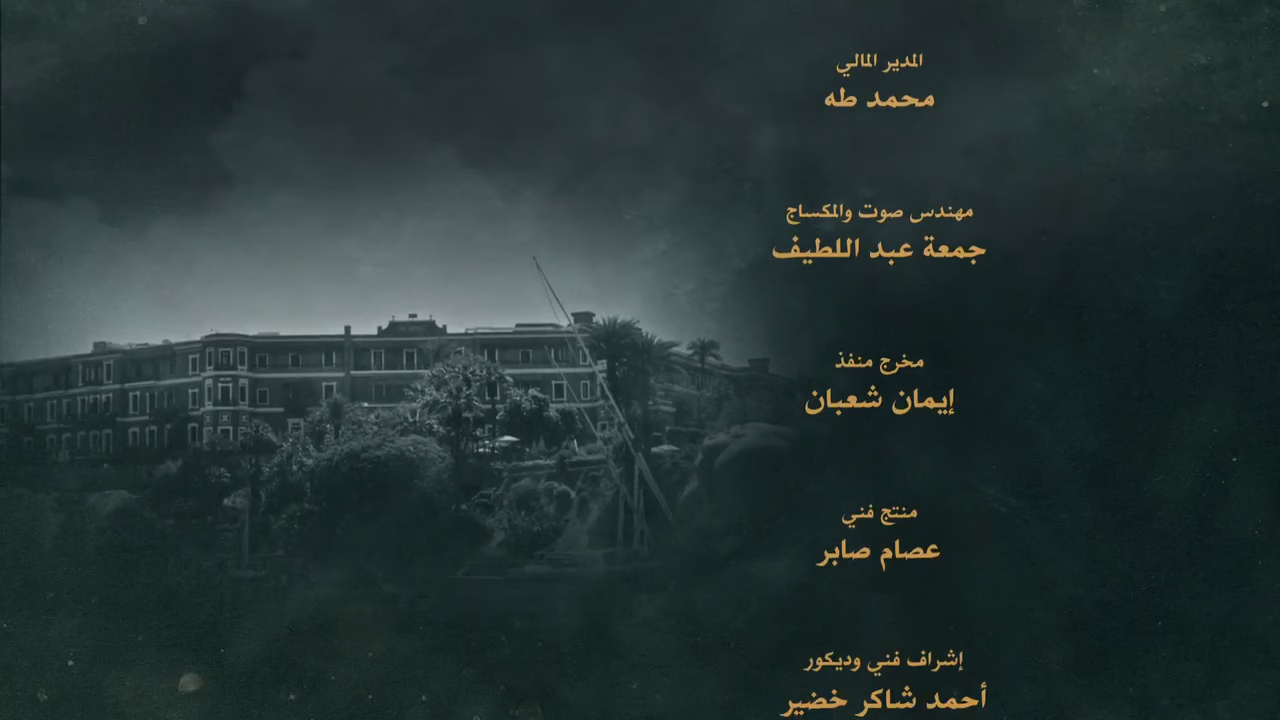 المدير المالي
محمد طه
مهندس صوت والمكساج
جمعة عبد اللطيف
مخرج منفذ
إيمان شعبان
منتج فني
عصام صابر
إشراف فني وديكور
أحمد شاكر خضير